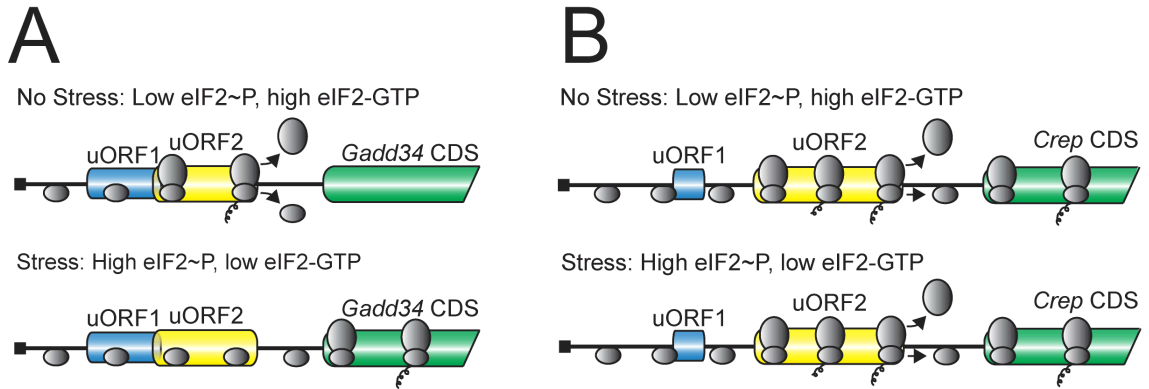 A
No Stress: Low eIF2~P, high eIF2-GTP
uORF1
uORF2
Gadd34 CDS
Stress: High eIF2~P, low eIF2-GTP
uORF1
uORF2
Gadd34 CDS
B
No Stress: Low eIF2~P, high eIF2-GTP
uORF1
uORF2
Crep CDS
Stress: High eIF2~P, low eIF2-GTP
uORF1
uORF2
Crep CDS